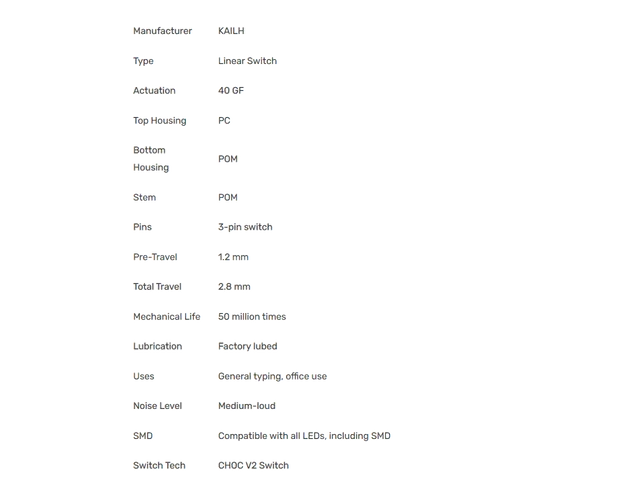 Manufacturer KAILH
Type Linear Switch
Actuation 40 GF
Top Housing PC
Bottom
Housing POM
Stem POM
Pins 3-pin switch
Pre-Travel 1.2 mm
Total Travel 2.8 mm
Mechanical Life 50 million times
Lubrication Factory lubed
Uses General typing, office use
Noise Level Medium-loud
SMD Compatible with all LEDs, including SMD
Switch Tech CHOC V2 Switch